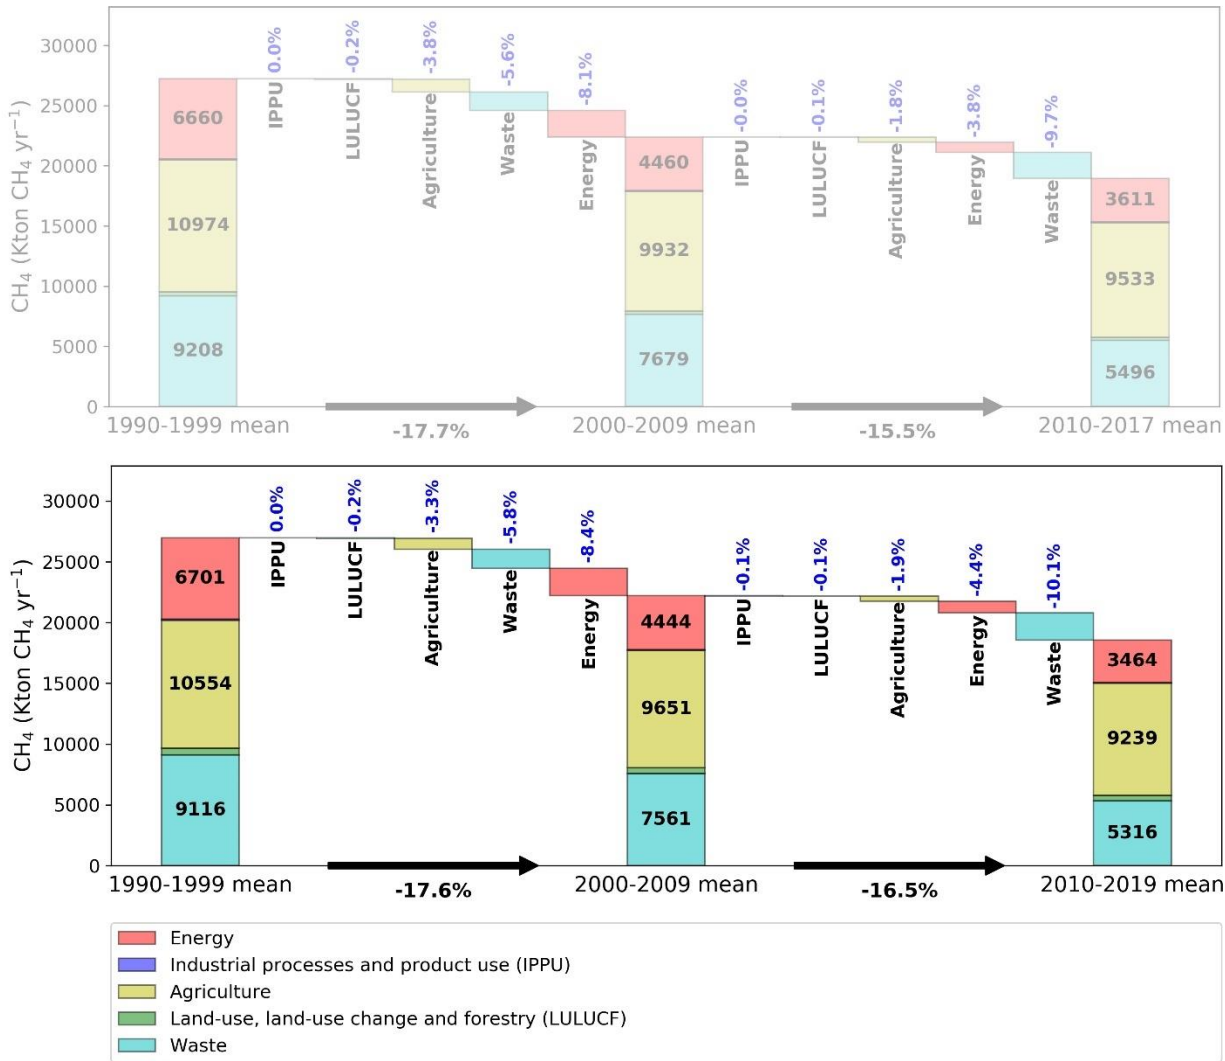 CH₄ (Kton CH₄ yr⁻¹)
30000
25000
20000
15000
10000
5000
0
6660
10974
9208
IPPU 0.0%
LULUCF -0.2%
Agriculture -3.8%
Waste -5.6%
Energy -8.1%
4460
9932
7679
IPPU -0.0%
LULUCF -0.1%
Agriculture -1.8%
Energy -3.8%
Waste -9.7%
3611
9533
5496
1990-1999 mean
-17.7%
2000-2009 mean
-15.5%
2010-2017 mean
CH₄ (Kton CH₄ yr⁻¹)
30000
25000
20000
15000
10000
5000
0
6701
10554
9116
IPPU 0.0%
LULUCF -0.2%
Agriculture -3.3%
Waste -5.8%
Energy -8.4%
4444
9651
7561
IPPU -0.1%
LULUCF -0.1%
Agriculture -1.9%
Energy -4.4%
Waste -10.1%
3464
9239
5316
1990-1999 mean
-17.6%
2000-2009 mean
-16.5%
2010-2019 mean
Energy
Industrial processes and product use (IPPU)
Agriculture
Land-use, land-use change and forestry (LULUCF)
Waste